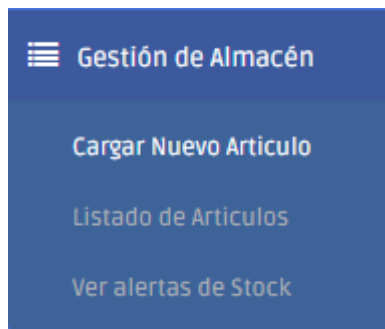 Gestión de Almacén
Cargar Nuevo Articulo
Listado de Articulos
Ver alertas de Stock